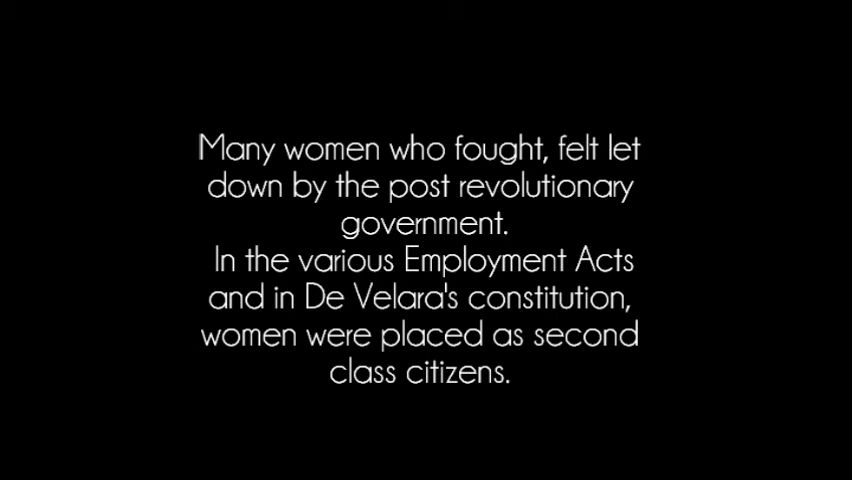 Many women who fought, felt let
down by the post revolutionary
government.
In the various Employment Acts
and in De Velara's constitution,
women were placed as second
class citizens.